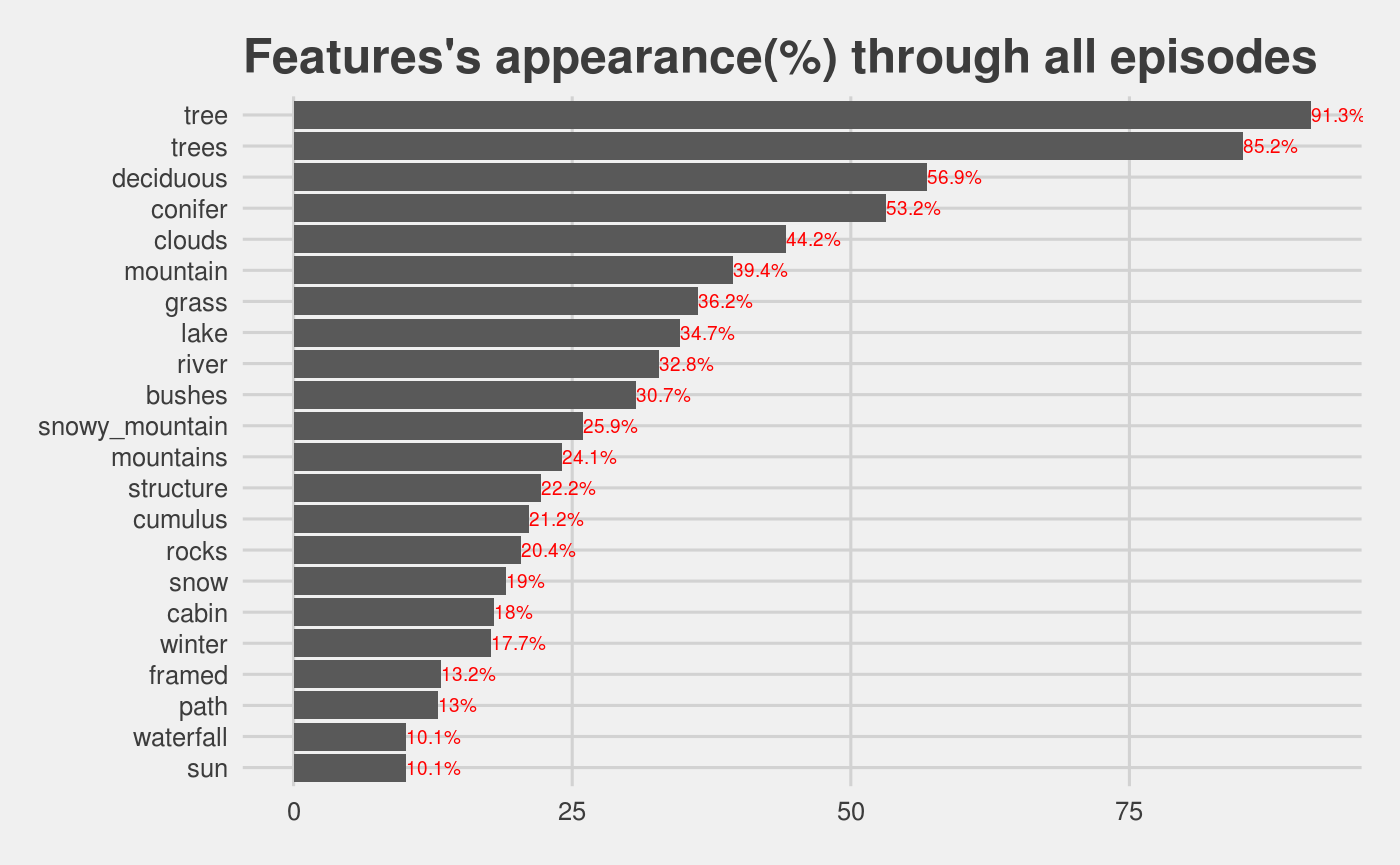 Features's appearance(%) through all episodes
tree 91.3%
trees 85.2%
deciduous 56.9%
conifer 53.2%
clouds 44.2%
mountain 39.4%
grass 36.2%
lake 34.7%
river 32.8%
bushes 30.7%
snowy_mountain 25.9%
mountains 24.1%
structure 22.2%
cumulus 21.2%
rocks 20.4%
snow 19%
cabin 18%
winter 17.7%
framed 13.2%
path 13%
waterfall 10.1%
sun 10.1%
0 25 50 75